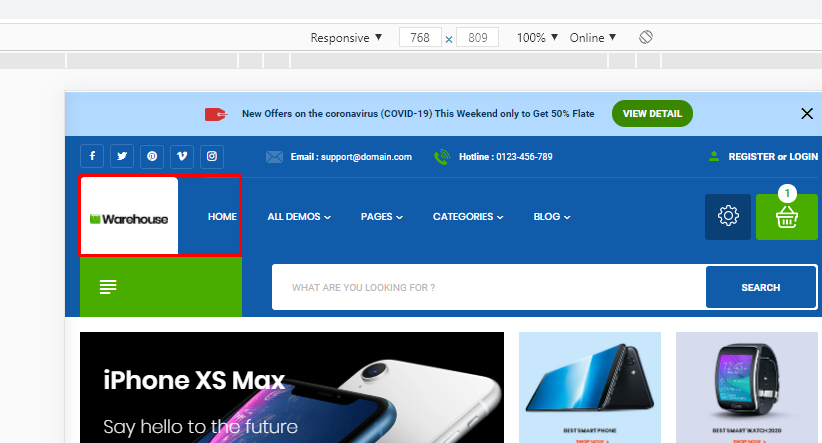 Responsive ▼ 768 × 809 100% ▼ Online ▼
New Offers on the coronavirus (COVID-19) This Weekend only to Get 50% Flate VIEW DETAIL
Email : support@domain.com Hotline : 0123-456-789 REGISTER or LOGIN
Warehouse HOME ALL DEMOS PAGES CATEGORIES BLOG 1
WHAT ARE YOU LOOKING FOR ? SEARCH
iPhone XS Max
Say hello to the future
BEST SMART PHONE
SHOP NOW
BEST SMART WATCH 2020
SHOP NOW